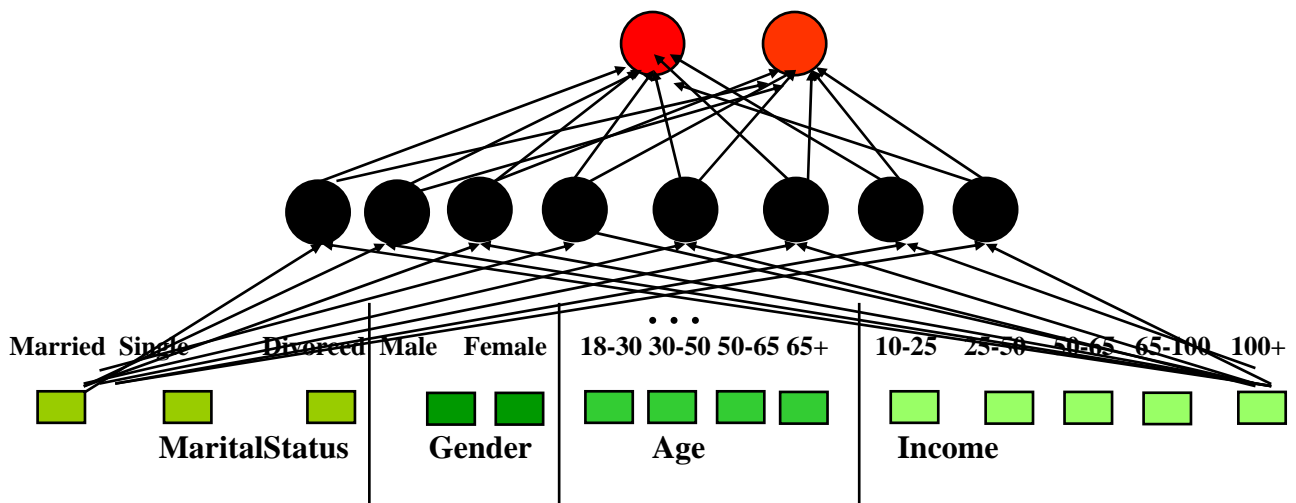 . . .
Married Single Divorced Male Female 18-30 30-50 50-65 65+ 10-25 25-50 50-65 65-100 100+
MaritalStatus Gender Age Income